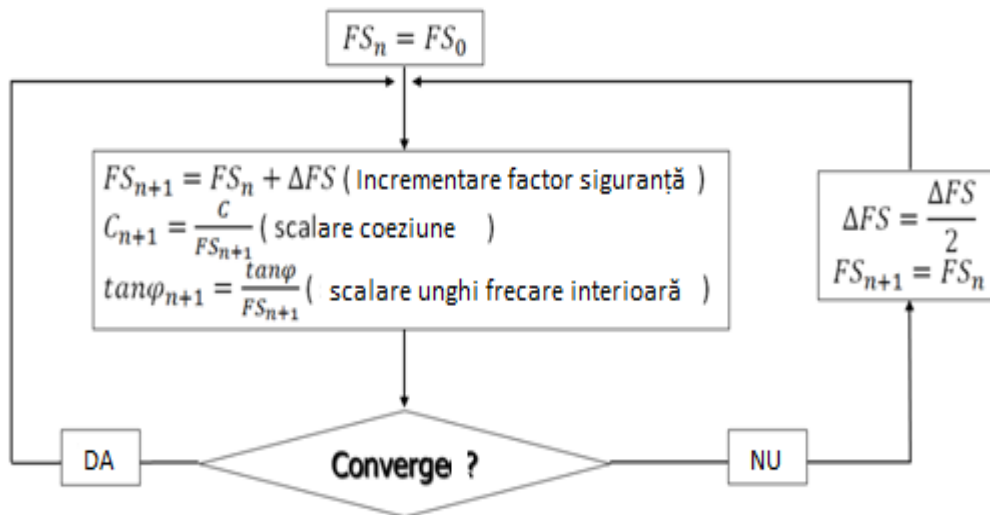 FSₙ = FS₀
FSₙ₊₁ = FSₙ + ΔFS ( Incrementare factor siguranță )
Cₙ₊₁ = C/FSₙ₊₁ ( scalare coeziune )
tanφₙ₊₁ = tanφ/FSₙ₊₁ ( scalare unghi frecare interioară )
ΔFS = ΔFS/2
FSₙ₊₁ = FSₙ
DA
Converge ?
NU